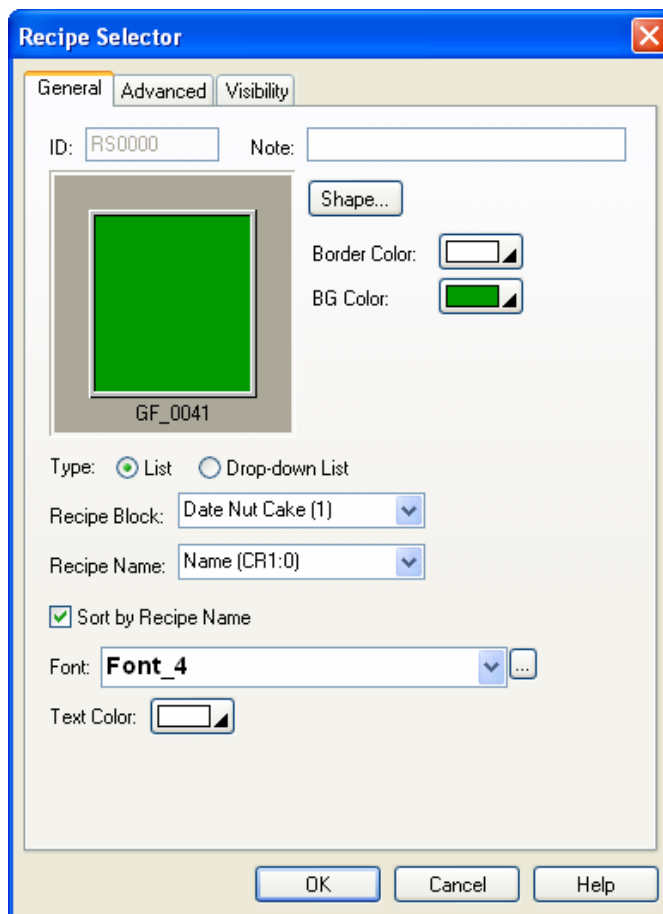 Recipe Selector
General Advanced Visibility
ID: RS0000 Note:
Shape...
Border Color:
BG Color:
GF_0041
Type: List Drop-down List
Recipe Block: Date Nut Cake (1)
Recipe Name: Name (CR1:0)
Sort by Recipe Name
Font: Font_4 ...
Text Color:
OK Cancel Help